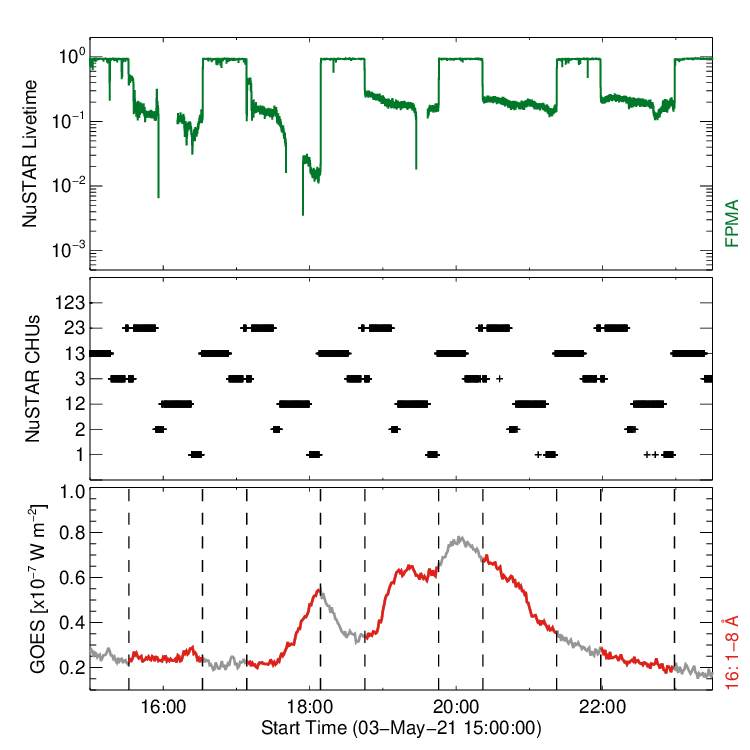 NuSTAR Livetime
10⁰
10⁻¹
10⁻²
10⁻³
FPMA
NuSTAR CHUs
123
23
13
3
12
2
1
GOES [x10⁻⁷ W m⁻²]
1.0
0.8
0.6
0.4
0.2
16: 1−8 Å
16:00 18:00 20:00 22:00
Start Time (03−May−21 15:00:00)